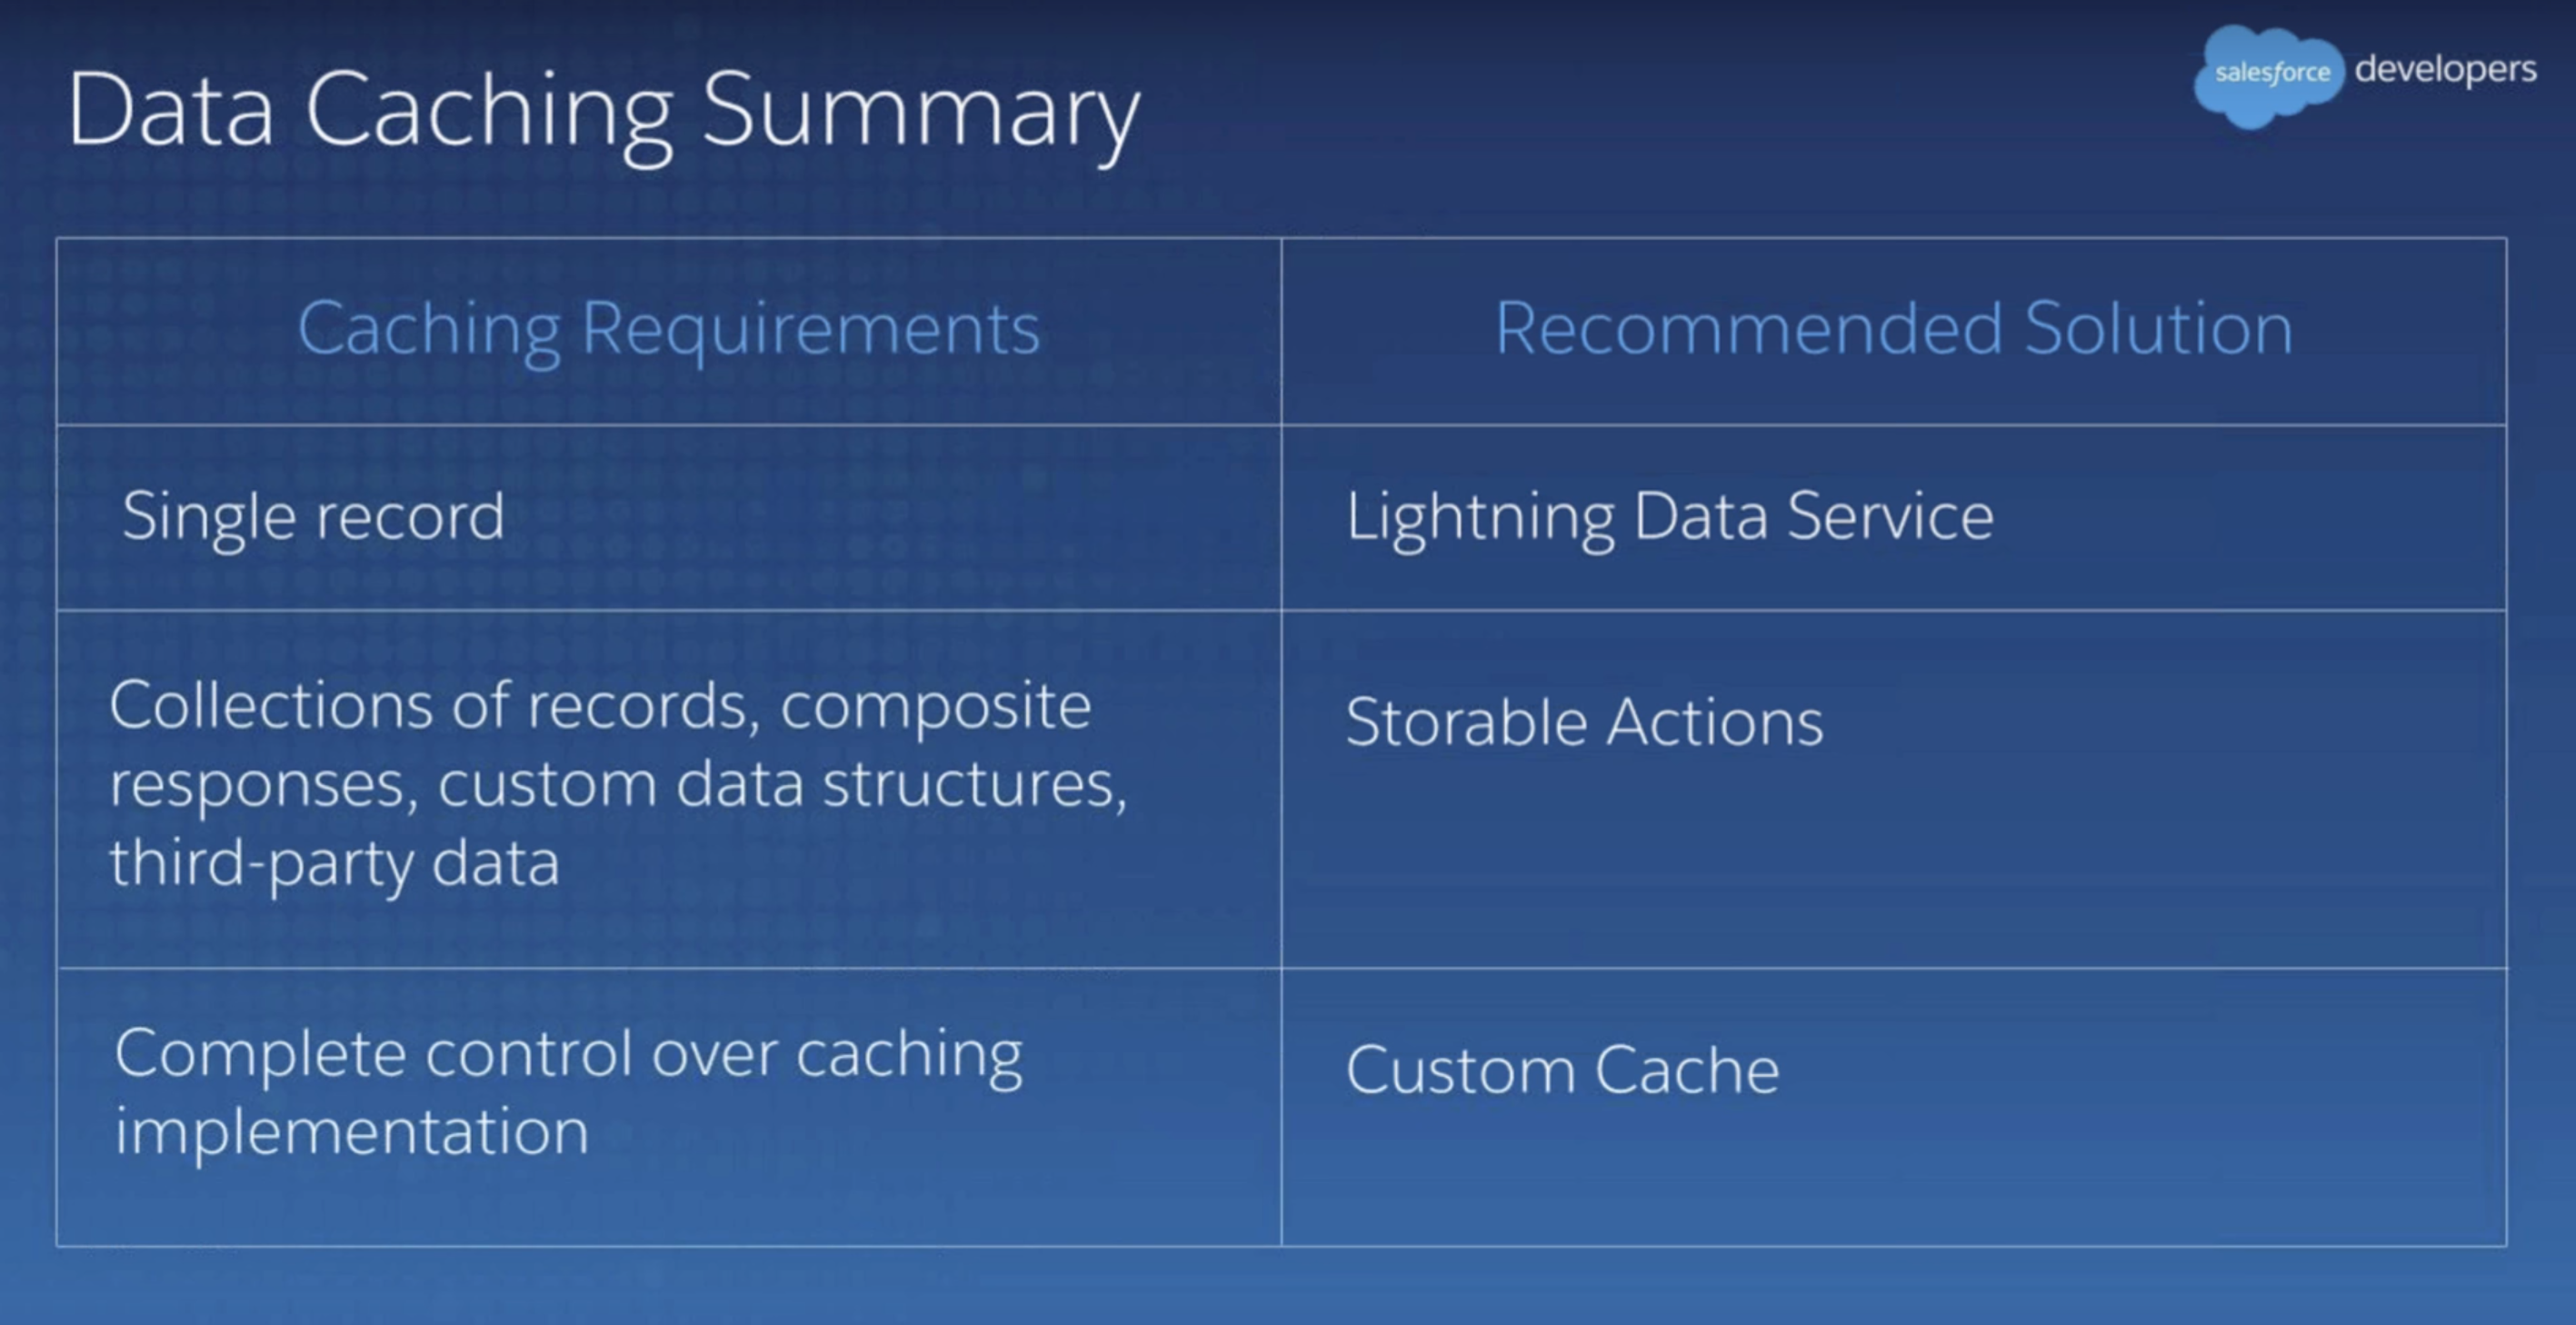 Data Caching Summary
salesforce developers
Caching Requirements
Recommended Solution
Single record
Lightning Data Service
Collections of records, composite
responses, custom data structures,
third-party data
Storable Actions
Complete control over caching
implementation
Custom Cache